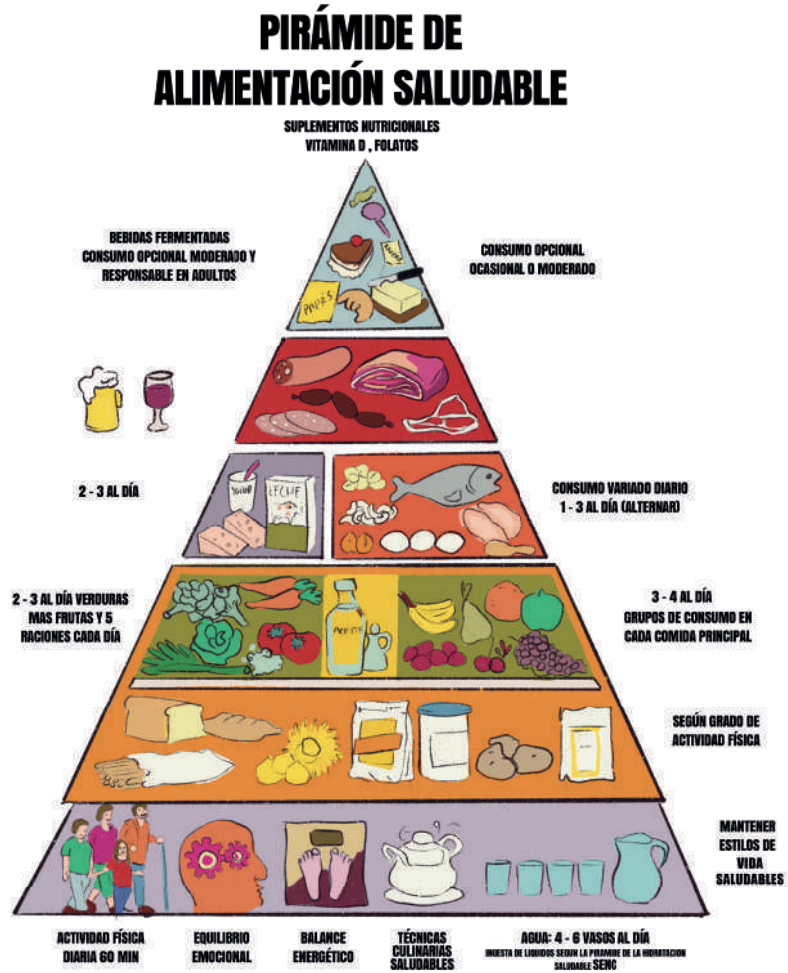 PIRÁMIDE DE
ALIMENTACIÓN SALUDABLE
SUPLEMENTOS NUTRICIONALES
VITAMINA D , FOLATOS
BEBIDAS FERMENTADAS
CONSUMO OPCIONAL MODERADO Y
RESPONSABLE EN ADULTOS
CONSUMO OPCIONAL
OCASIONAL O MODERADO
2 - 3 AL DÍA
YOGUR
LECHE
CONSUMO VARIADO DIARIO
1 - 3 AL DÍA (ALTERNAR)
2 - 3 AL DÍA VERDURAS
MAS FRUTAS Y 5
RACIONES CADA DÍA
ACEITE
3 - 4 AL DÍA
GRUPOS DE CONSUMO EN
CADA COMIDA PRINCIPAL
SEGÚN GRADO DE
ACTIVIDAD FÍSICA
MANTENER
ESTILOS DE
VIDA
SALUDABLES
ACTIVIDAD FÍSICA
DIARIA 60 MIN
EQUILIBRIO
EMOCIONAL
BALANCE
ENERGÉTICO
TÉCNICAS
CULINARIAS
SALUDABLES
AGUA: 4 - 6 VASOS AL DÍA
INGESTA DE LIQUIDOS SEGUN LA PIRAMIDE DE LA HIDRATACION
SALUDABLE SENC